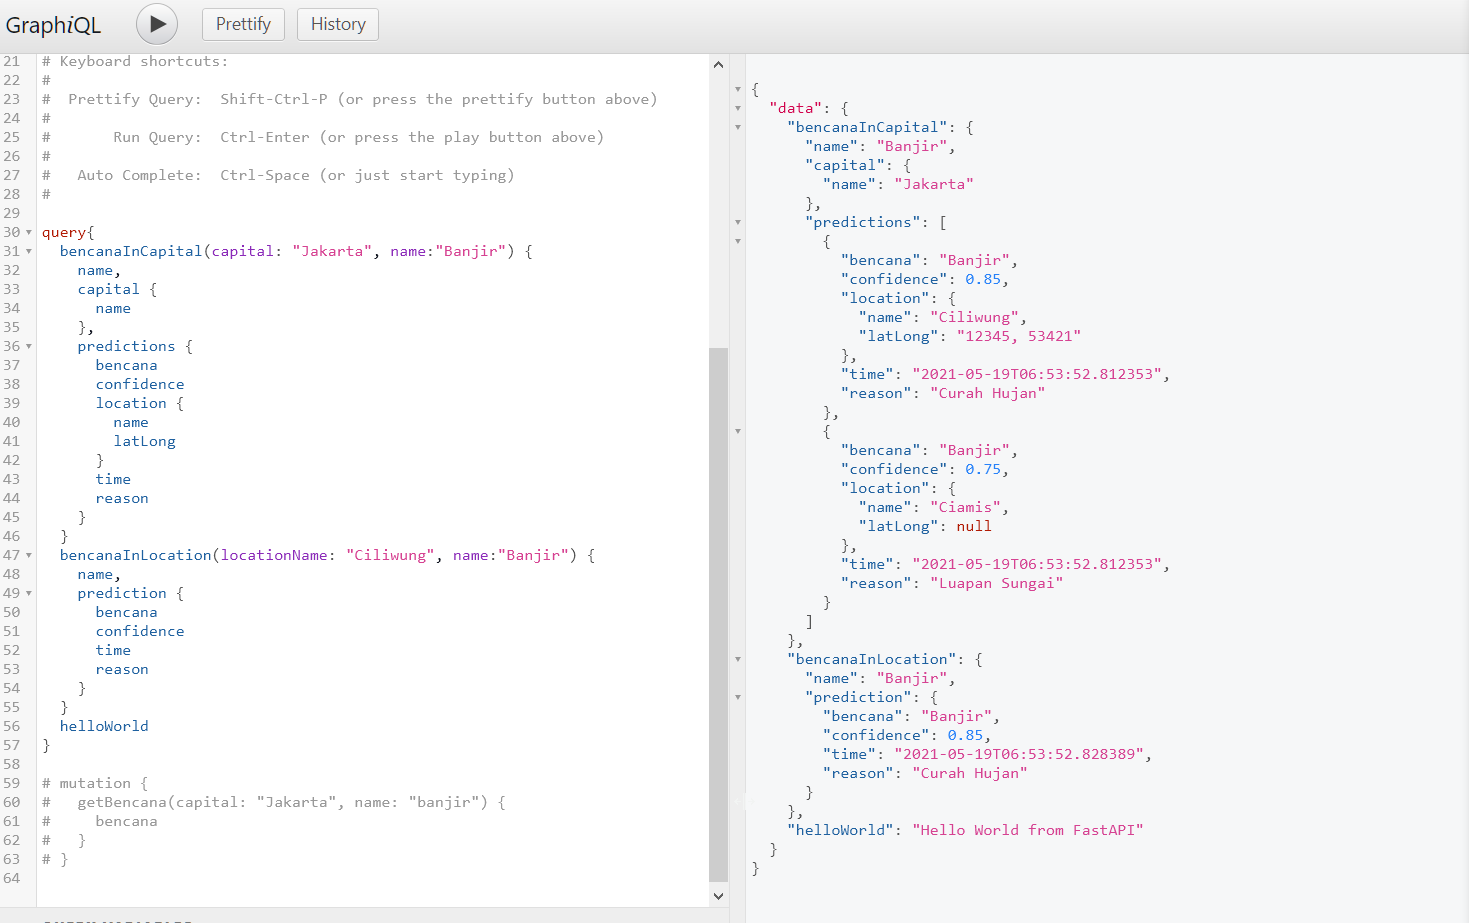 GraphiQL
Prettify
History
21 # Keyboard shortcuts:
22 #
23 #  Prettify Query:  Shift-Ctrl-P (or press the prettify button above)
24 #
25 #       Run Query:  Ctrl-Enter (or press the play button above)
26 #
27 #   Auto Complete:  Ctrl-Space (or just start typing)
28 #
29
30 query{
31   bencanaInCapital(capital: "Jakarta", name:"Banjir") {
32     name,
33     capital {
34       name
35     },
36     predictions {
37       bencana
38       confidence
39       location {
40         name
41         latLong
42       }
43       time
44       reason
45     }
46   }
47   bencanaInLocation(locationName: "Ciliwung", name:"Banjir") {
48     name,
49     prediction {
50       bencana
51       confidence
52       time
53       reason
54     }
55   }
56   helloWorld
57 }
58
59 # mutation {
60 #   getBencana(capital: "Jakarta", name: "banjir") {
61 #     bencana
62 #   }
63 # }
64
{
  "data": {
    "bencanaInCapital": {
      "name": "Banjir",
      "capital": {
        "name": "Jakarta"
      },
      "predictions": [
        {
          "bencana": "Banjir",
          "confidence": 0.85,
          "location": {
            "name": "Ciliwung",
            "latLong": "12345, 53421"
          },
          "time": "2021-05-19T06:53:52.812353",
          "reason": "Curah Hujan"
        },
        {
          "bencana": "Banjir",
          "confidence": 0.75,
          "location": {
            "name": "Ciamis",
            "latLong": null
          },
          "time": "2021-05-19T06:53:52.812353",
          "reason": "Luapan Sungai"
        }
      ]
    },
    "bencanaInLocation": {
      "name": "Banjir",
      "prediction": {
        "bencana": "Banjir",
        "confidence": 0.85,
        "time": "2021-05-19T06:53:52.828389",
        "reason": "Curah Hujan"
      }
    },
    "helloWorld": "Hello World from FastAPI"
  }
}